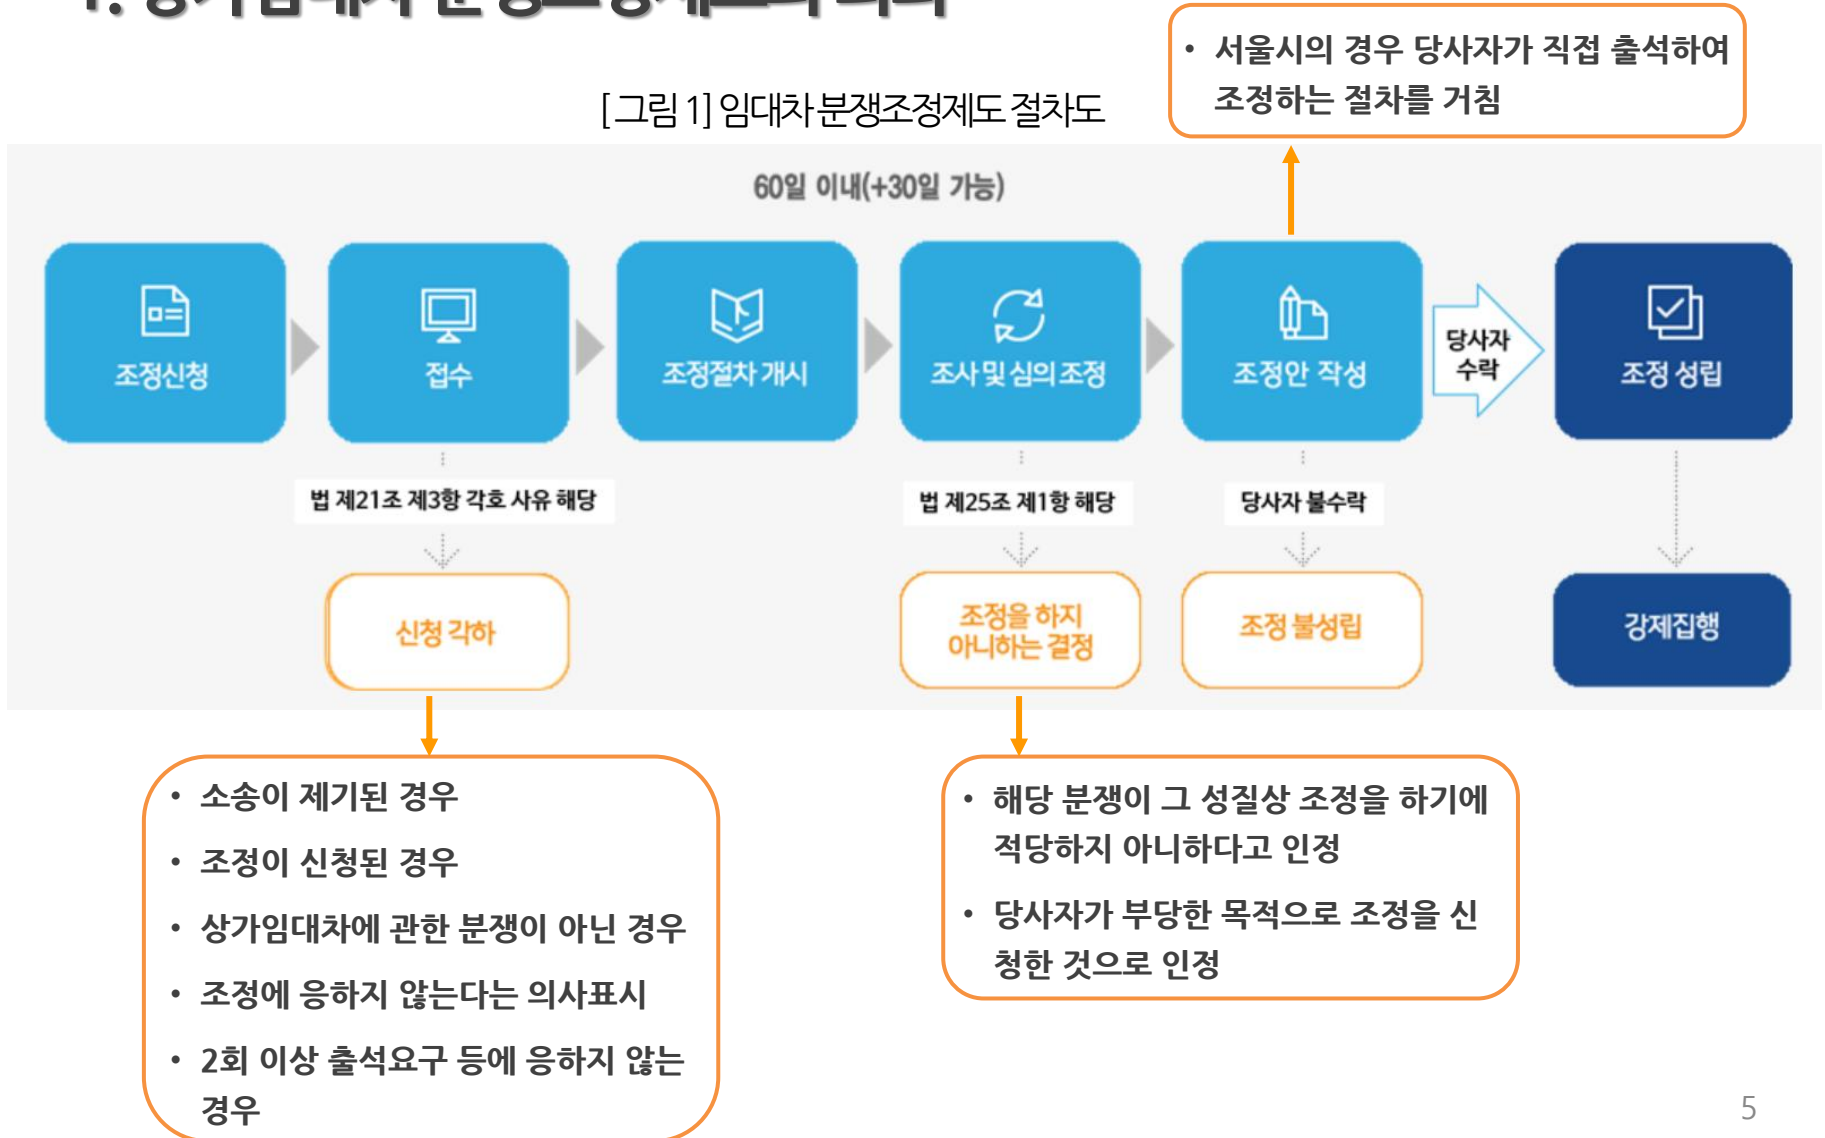 [그림 1] 임대차 분쟁조정제도 절차도
• 서울시의 경우 당사자가 직접 출석하여
조정하는 절차를 거침
60일 이내(+30일 가능)
조정신청
접수
조정절차 개시
조사 및 심의 조정
조정안 작성
당사자
수락
조정 성립
법 제21조 제3항 각호 사유 해당
법 제25조 제1항 해당
당사자 불수락
신청 각하
조정을 하지
아니하는 결정
조정 불성립
강제집행
• 소송이 제기된 경우
• 조정이 신청된 경우
• 상가임대차에 관한 분쟁이 아닌 경우
• 조정에 응하지 않는다는 의사표시
• 2회 이상 출석요구 등에 응하지 않는
경우
• 해당 분쟁이 그 성질상 조정을 하기에
적당하지 아니하다고 인정
• 당사자가 부당한 목적으로 조정을 신
청한 것으로 인정
5